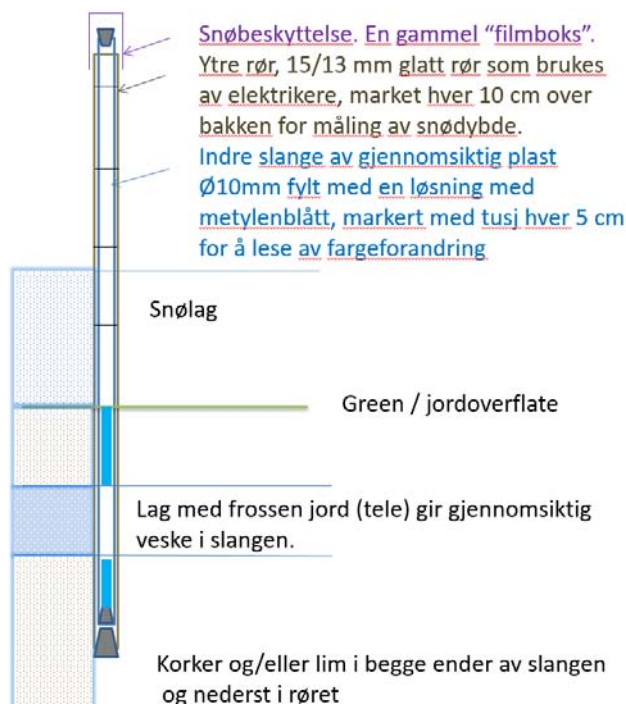 Snøbeskyttelse. En gammel “filmboks”.
Ytre rør, 15/13 mm glatt rør som brukes
av elektrikere, market hver 10 cm over
bakken for måling av snødybde.
Indre slange av gjennomsiktig plast
Ø10mm fylt med en løsning med
metylenblått, markert med tusj hver 5 cm
for å lese av fargeforandring
Snølag
Green / jordoverflate
Lag med frossen jord (tele) gir gjennomsiktig
veske i slangen.
Korker og/eller lim i begge ender av slangen
og nederst i røret